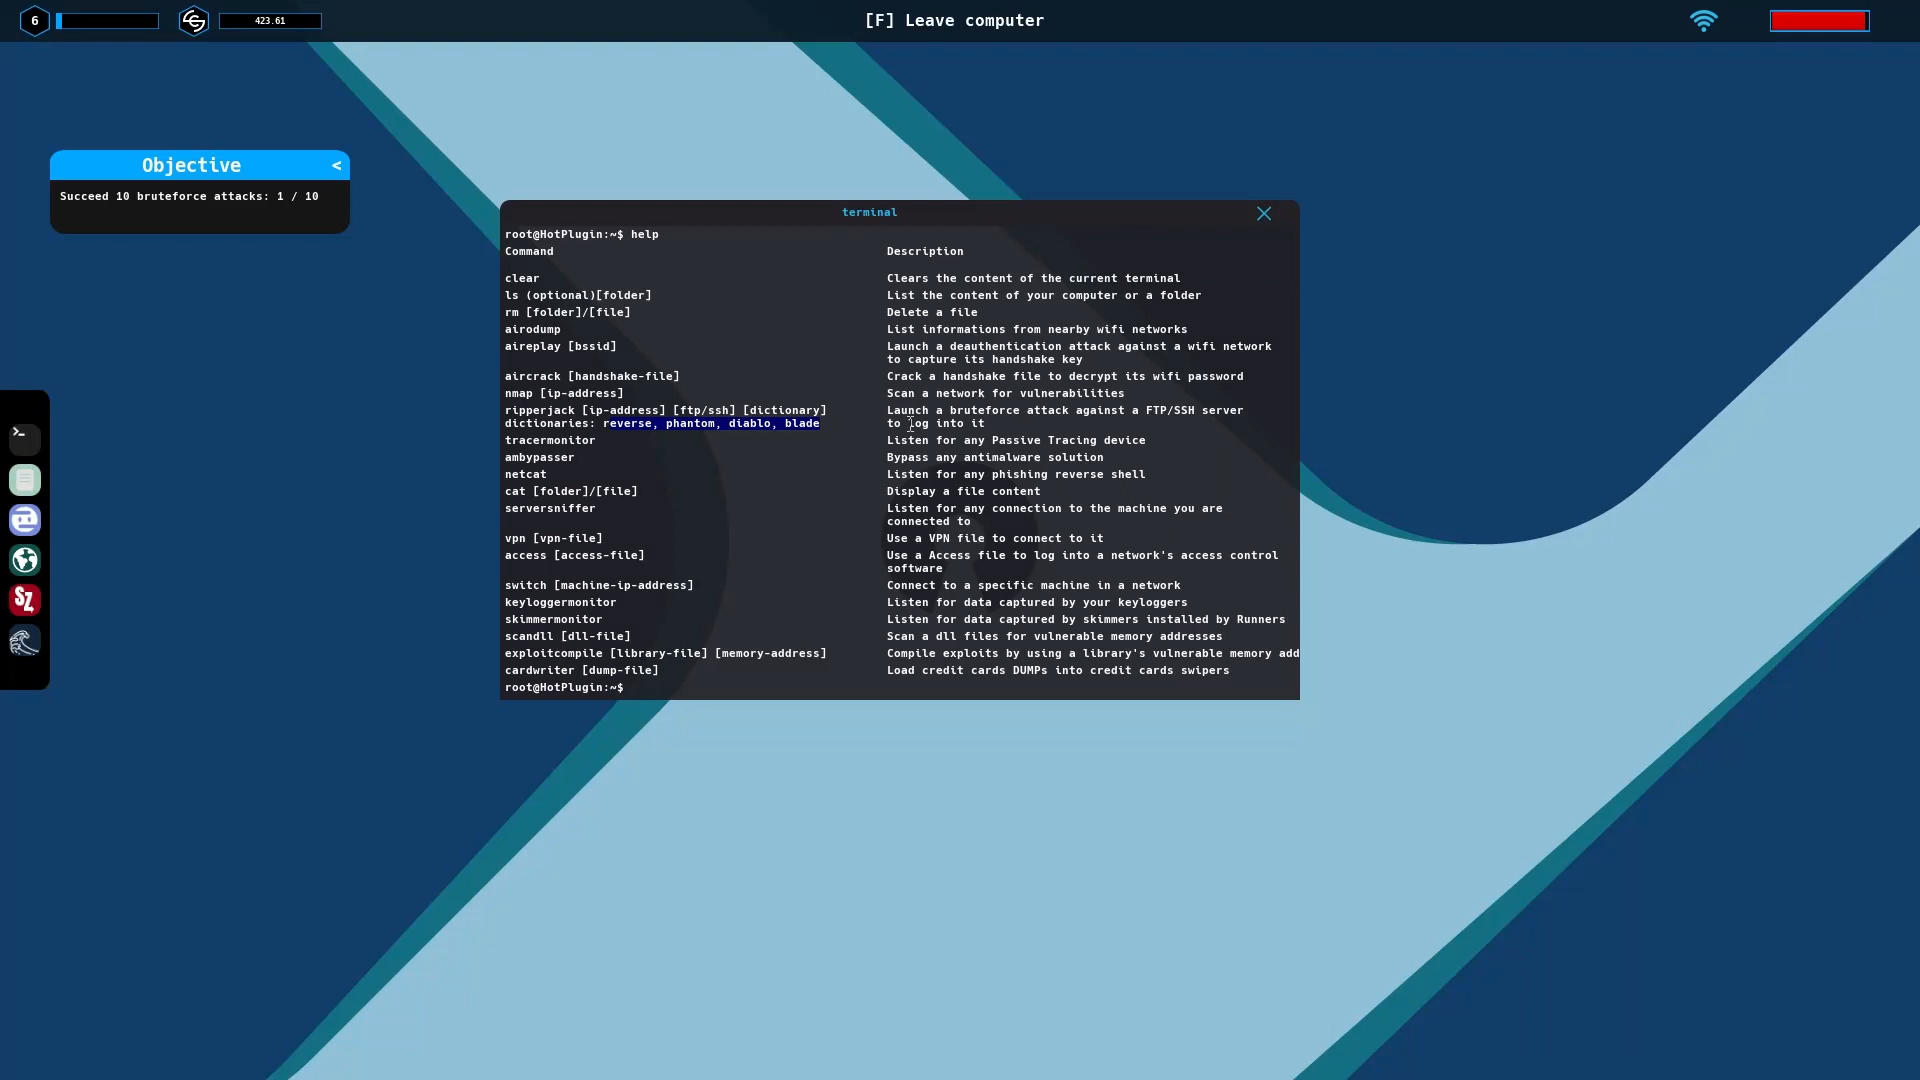 6
423.61
[F] Leave computer
Objective <
Succeed 10 bruteforce attacks: 1 / 10
terminal
root@HotPlugin:~$ help
Command Description
clear Clears the content of the current terminal
ls (optional)[folder] List the content of your computer or a folder
rm [folder]/[file] Delete a file
airodump List informations from nearby wifi networks
aireplay [bssid] Launch a deauthentication attack against a wifi network
to capture its handshake key
aircrack [handshake-file] Crack a handshake file to decrypt its wifi password
nmap [ip-address] Scan a network for vulnerabilities
ripperjack [ip-address] [ftp/ssh] [dictionary] Launch a bruteforce attack against a FTP/SSH server
dictionaries: reverse, phantom, diablo, blade to log into it
tracermonitor Listen for any Passive Tracing device
ambypasser Bypass any antimalware solution
netcat Listen for any phishing reverse shell
cat [folder]/[file] Display a file content
serversniffer Listen for any connection to the machine you are
connected to
vpn [vpn-file] Use a VPN file to connect to it
access [access-file] Use a Access file to log into a network's access control
software
switch [machine-ip-address] Connect to a specific machine in a network
keyloggermonitor Listen for data captured by your keyloggers
skimmermonitor Listen for data captured by skimmers installed by Runners
scandll [dll-file] Scan a dll files for vulnerable memory addresses
exploitcompile [library-file] [memory-address] Compile exploits by using a library's vulnerable memory add
cardwriter [dump-file] Load credit cards DUMPs into credit cards swipers
root@HotPlugin:~$
SZ